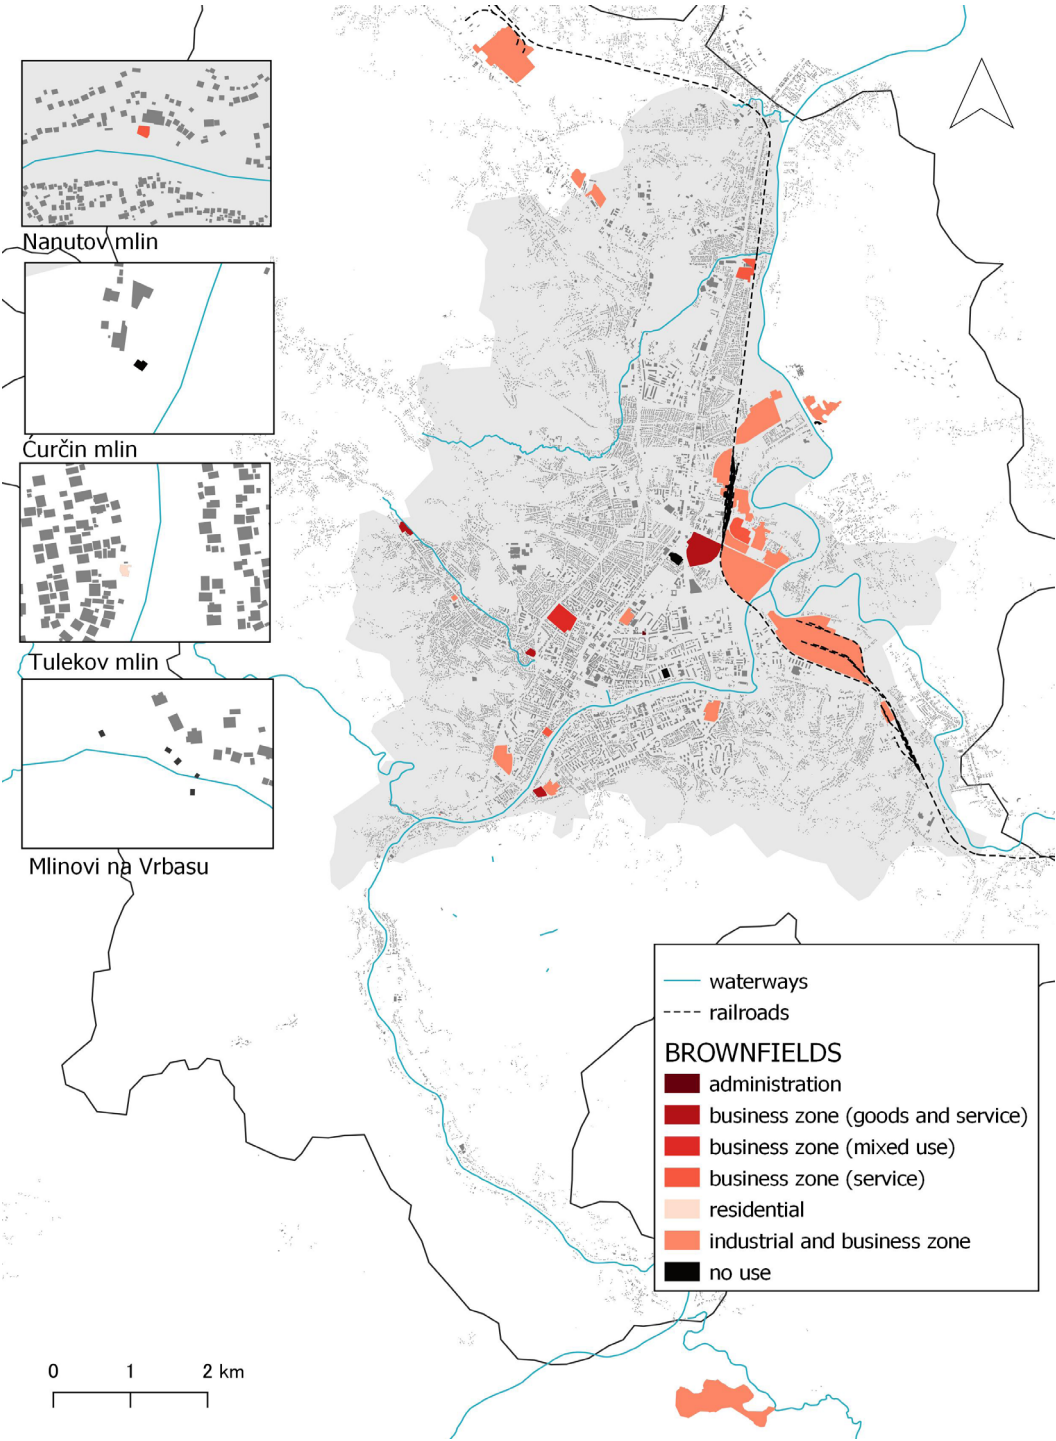 Nanutov mlin
Ćurčin mlin
Tulekov mlin
Mlinovi na Vrbasu
waterways
railroads
BROWNFIELDS
administration
business zone (goods and service)
business zone (mixed use)
business zone (service)
residential
industrial and business zone
no use
0 1 2 km